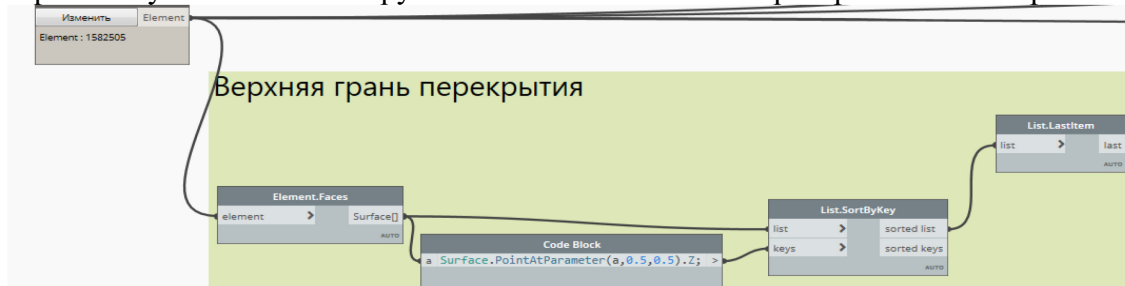 Изменить Element
Element : 1582505
Верхняя грань перекрытия
List.LastItem
list > last
AUTO
Element.Faces
element > Surface[]
AUTO
List.SortByKey
list > sorted list
keys > sorted keys
AUTO
Code Block
a Surface.PointAtParameter(a,0.5,0.5).Z; >